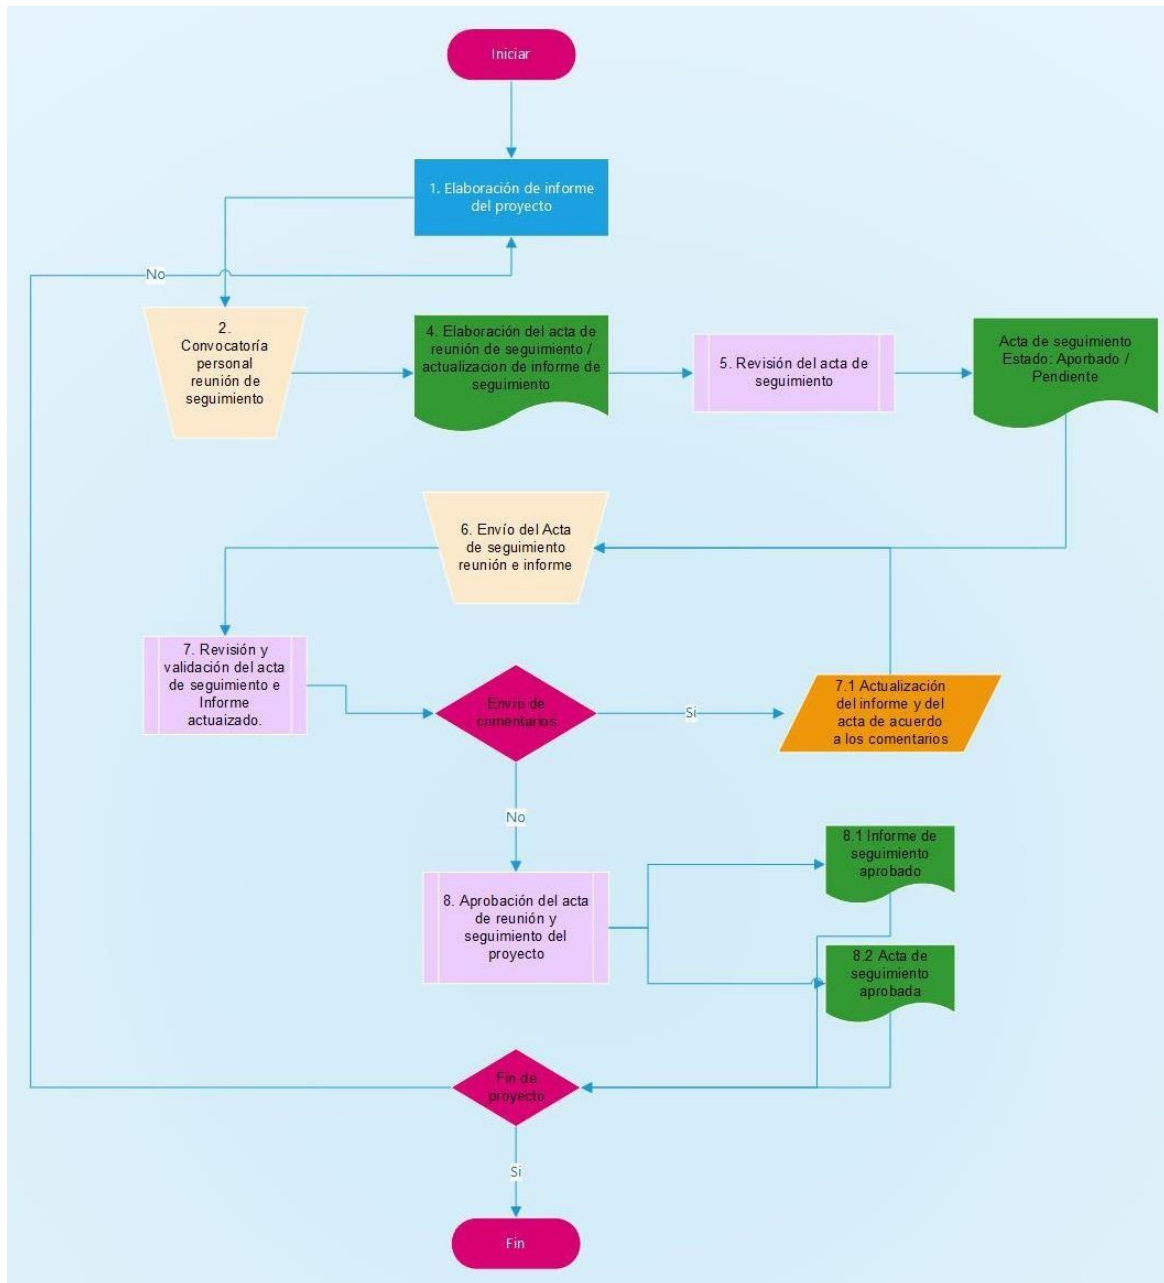 Iniciar
1. Elaboración de informe
del proyecto
No
2.
Convocatoría
personal
reunión de
seguimiento
4. Elaboración del acta de
reunión de seguimiento /
actualizacion de informe de
seguimiento
5. Revisión del acta de
seguimiento
Acta de seguimiento
Estado: Aporbado /
Pendiente
6. Envío del Acta
de seguimiento
reunión e informe
7. Revisión y
validación del acta
de seguimiento e
Informe
actuaizado.
Envío de
comentarios
Si
7.1 Actualización
del informe y del
acta de acuerdo
a los comentarios
No
8. Aprobación del acta
de reunión y
seguimiento del
proyecto
8.1 Informe de
seguimiento
aprobado
8.2 Acta de
seguimiento
aprobada
Fin de
proyecto
Si
Fin